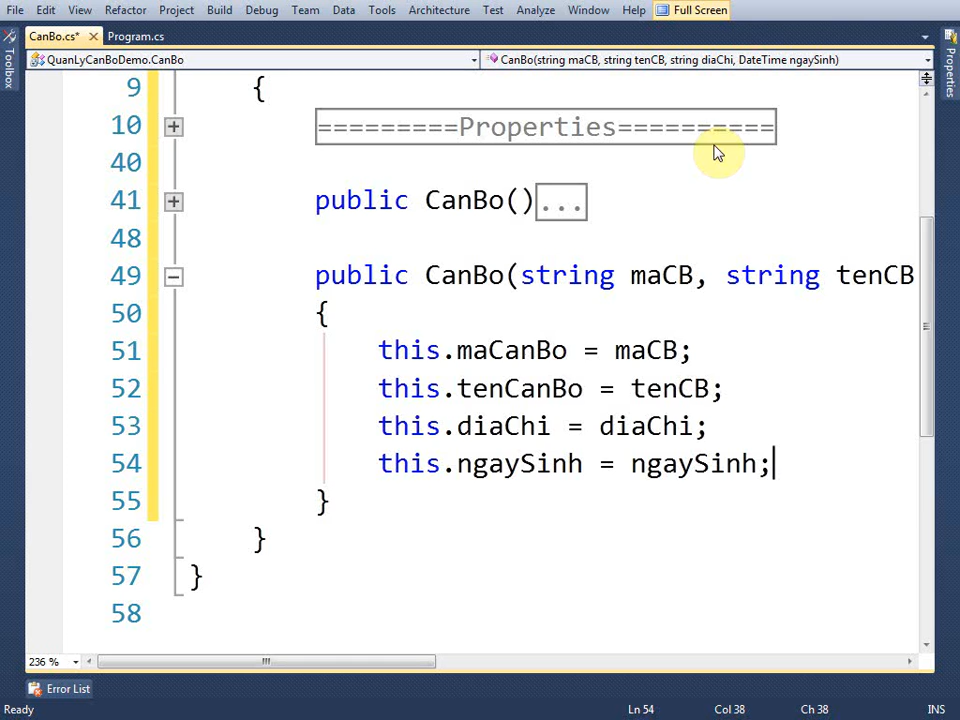 File Edit View Refactor Project Build Debug Team Data Tools Architecture Test Analyze Window Help Full Screen
CanBo.cs* Program.cs
Toolbox
QuanLyCanBoDemo.CanBo CanBo(string maCB, string tenCB, string diaChi, DateTime ngaySinh)
Properties
9 {
10 =========Properties==========
40
41 public CanBo()...
48
49 public CanBo(string maCB, string tenCB
50 {
51 this.maCanBo = maCB;
52 this.tenCanBo = tenCB;
53 this.diaChi = diaChi;
54 this.ngaySinh = ngaySinh;
55 }
56 }
57 }
58
236 %
Error List
Ready Ln 54 Col 38 Ch 38 INS